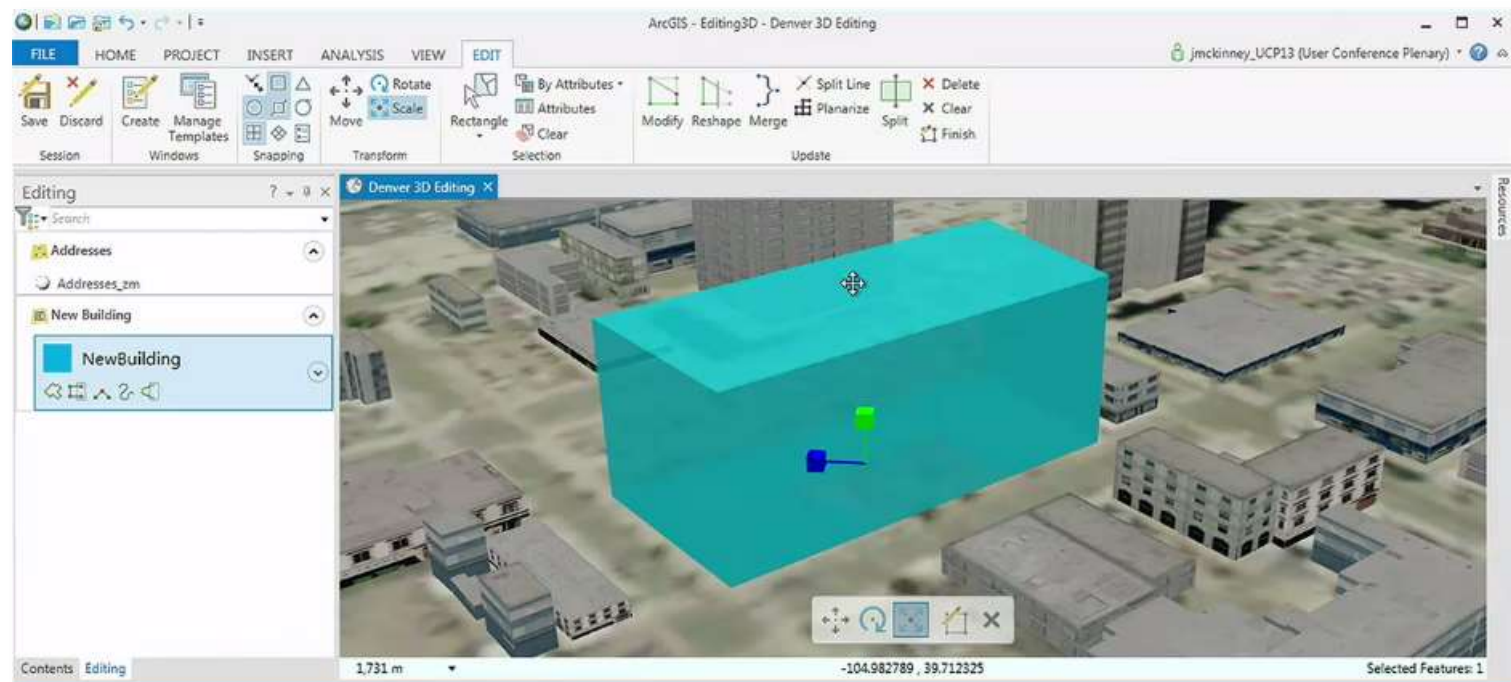 ArcGIS - Editing3D - Denver 3D Editing
FILE HOME PROJECT INSERT ANALYSIS VIEW EDIT
jmckinney_UCP13 (User Conference Plenary)
Save Discard
Session
Create Manage Templates
Windows
Snapping
Move Rotate
Scale
Transform
Rectangle By Attributes
Attributes
Clear
Selection
Modify Reshape Merge Split Line
Planarize
Split Delete
Clear
Finish
Update
Editing
Search
Addresses
Addresses_zm
New Building
NewBuilding
Contents Editing
Denver 3D Editing
Resources
1,731 m
-104.982789 , 39.712325
Selected Features: 1